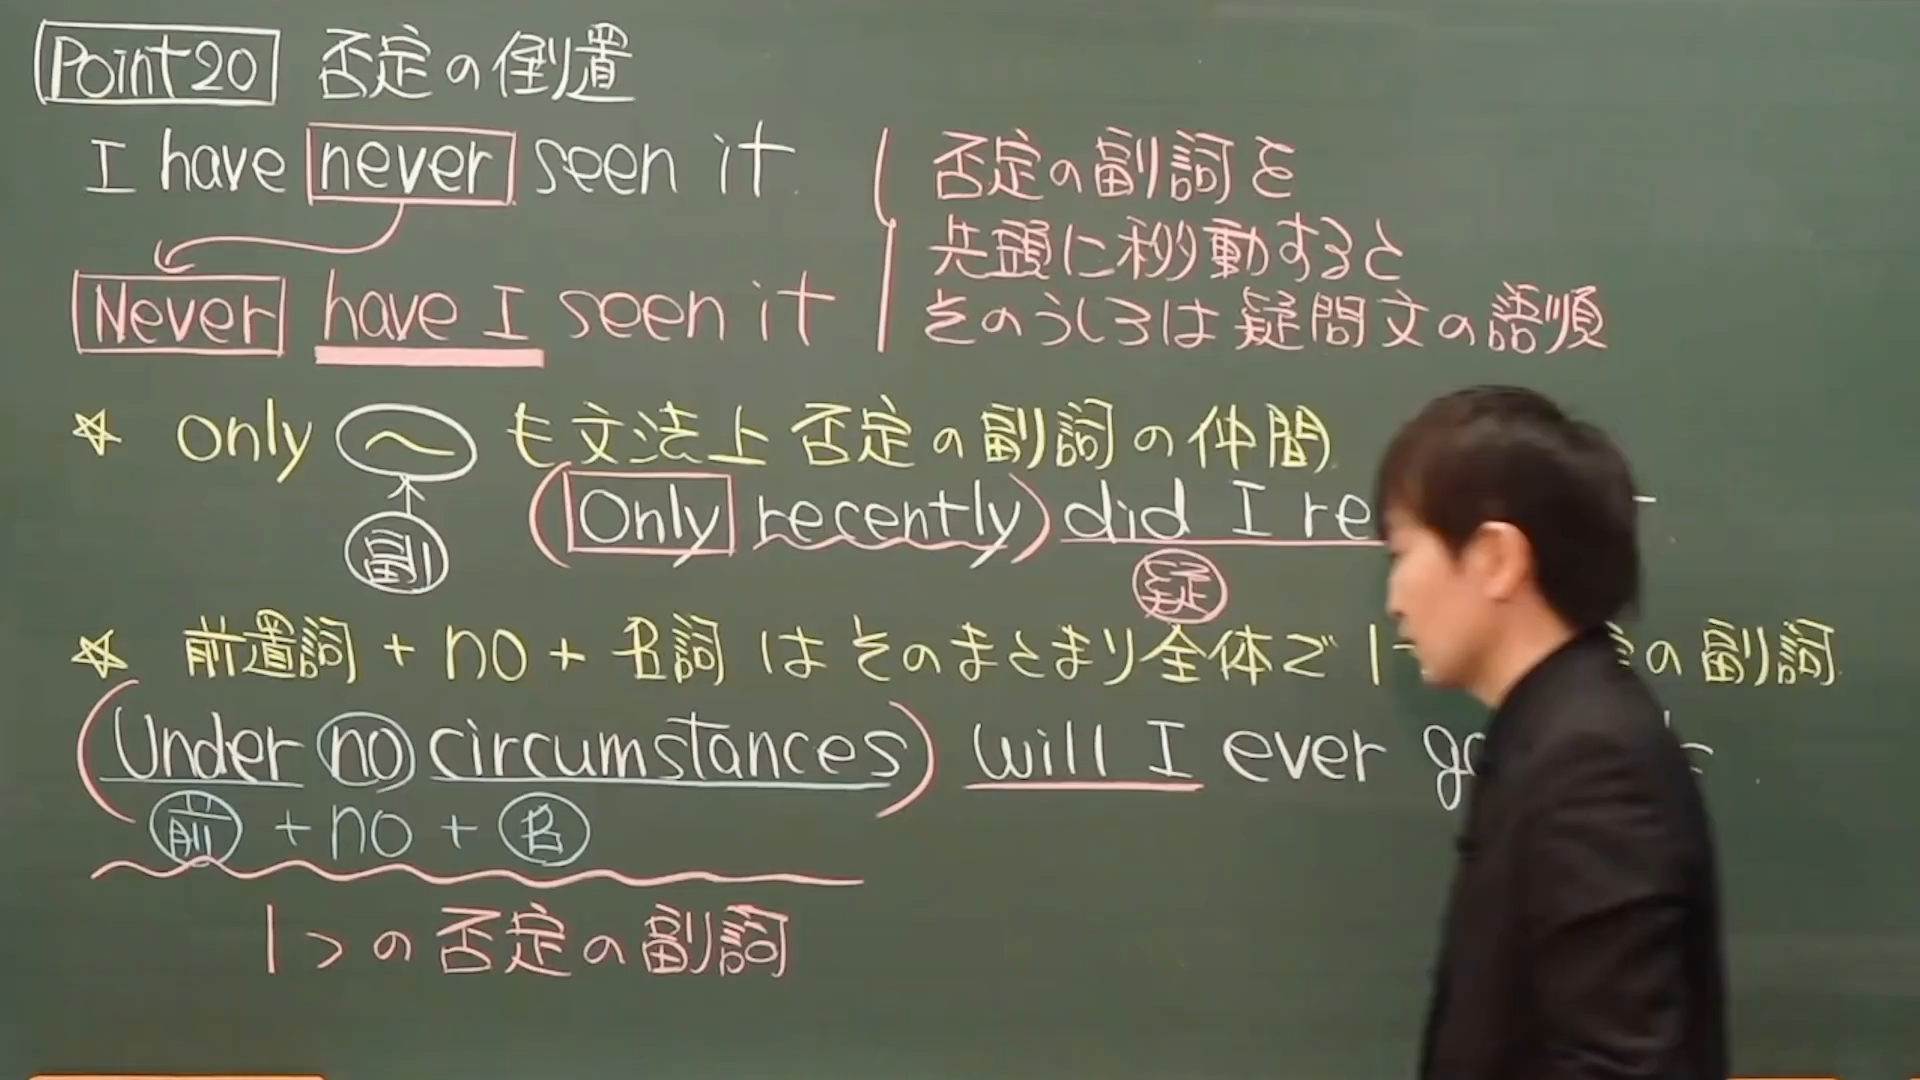 Point20 否定の倒置
I have never seen it
否定の副詞を
先頭に移動すると
Never have I seen it
そのうしろは疑問文の語順
☆ only 〜 も文法上否定の副詞の仲間
副
(Only recently) did I re
疑
☆ 前置詞 + no + 名詞 はそのまとまり全体で1 の副詞
(Under no circumstances) will I ever
前 + no + 名
1つの否定の副詞